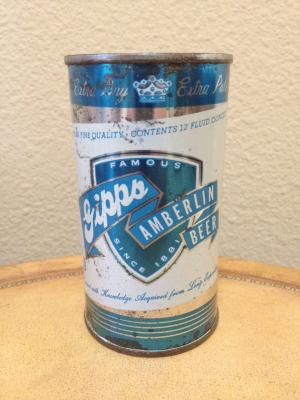 Extra Dry Extra Pale
FINE QUALITY · CONTENTS 12 FLUID OUNCES
FAMOUS
Gipps
AMBERLIN
BEER
SINCE 1881
with Knowledge Acquired from Long